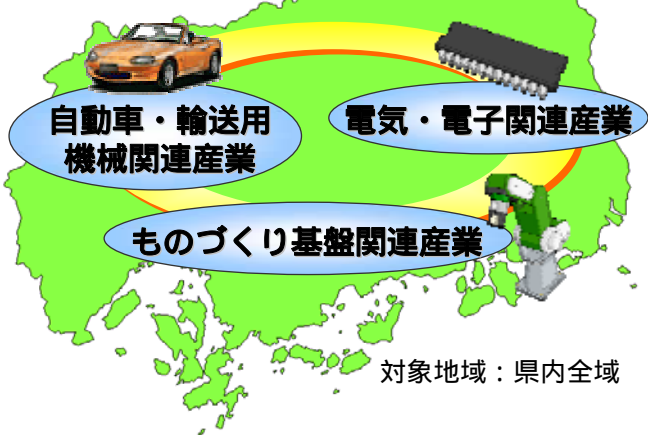 自動車・輸送用
機械関連産業
電気・電子関連産業
ものづくり基盤関連産業
対象地域：県内全域